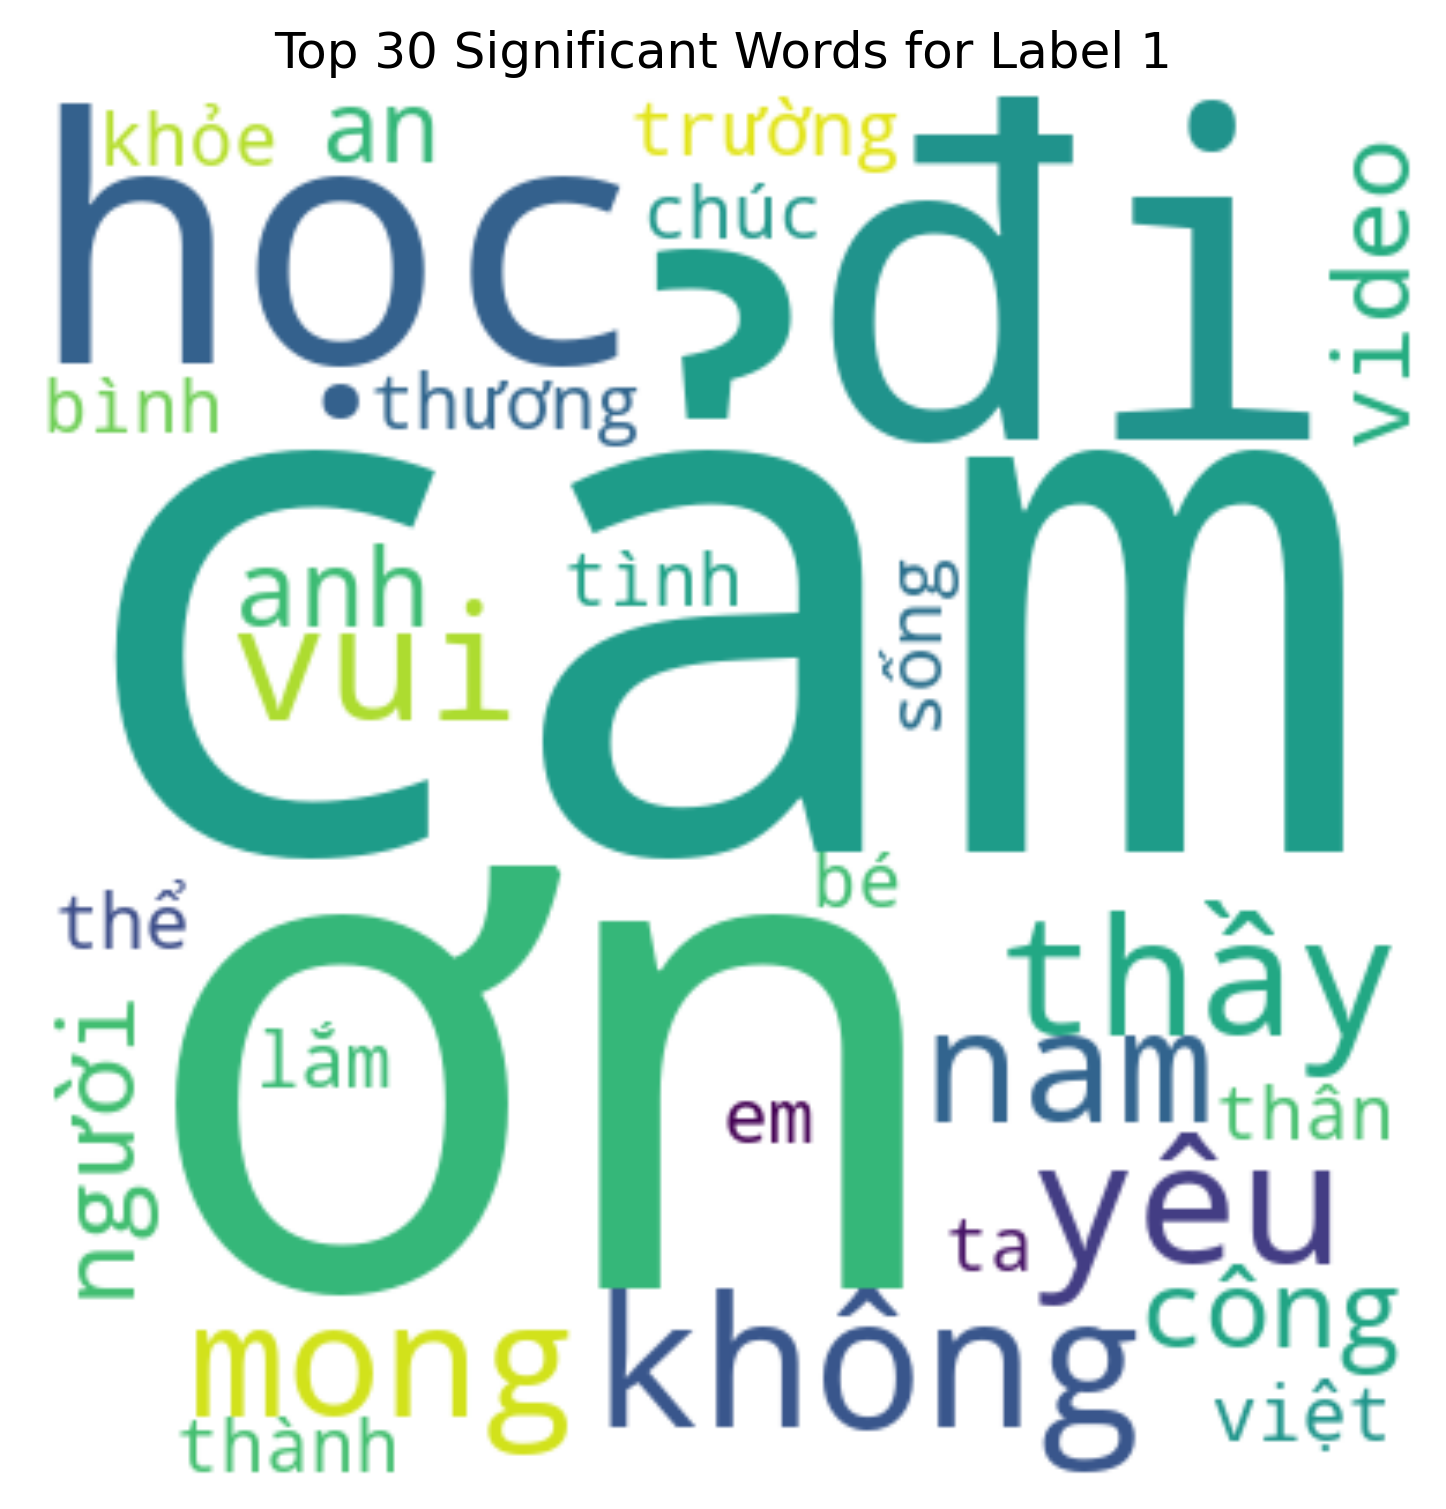 Top 30 Significant Words for Label 1
khỏe
an
trường
học
chúc
đi
video
bình
thương
cảm
anh
tình
vui
sống
thể
bé
ơn
thầy
người
lắm
em
nam
thân
yêu
ta
công
mong
không
việt
thành